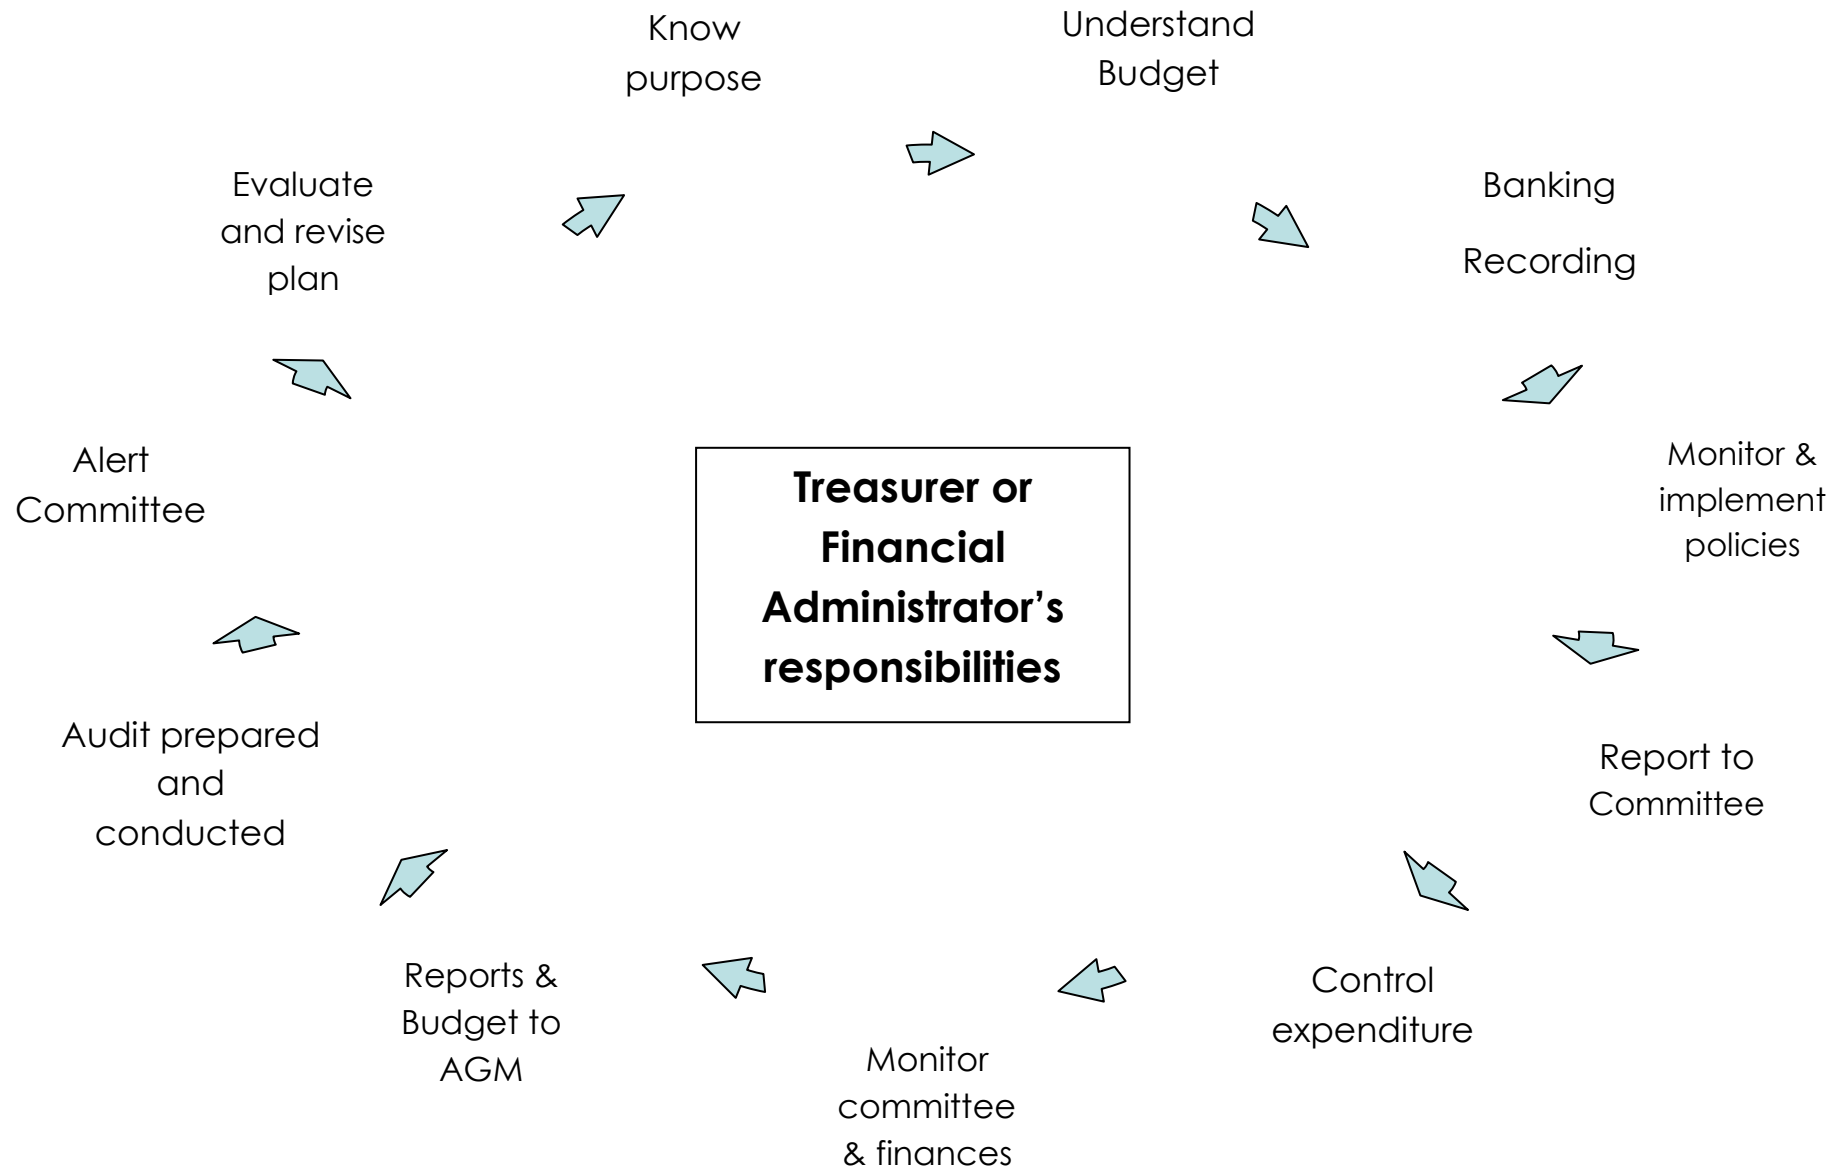 Know
purpose
Understand
Budget
Banking
Recording
Monitor &
implement
policies
Report to
Committee
Control
expenditure
Monitor
committee
& finances
Reports &
Budget to
AGM
Audit prepared
and
conducted
Alert
Committee
Evaluate
and revise
plan
Treasurer or
Financial
Administrator’s
responsibilities